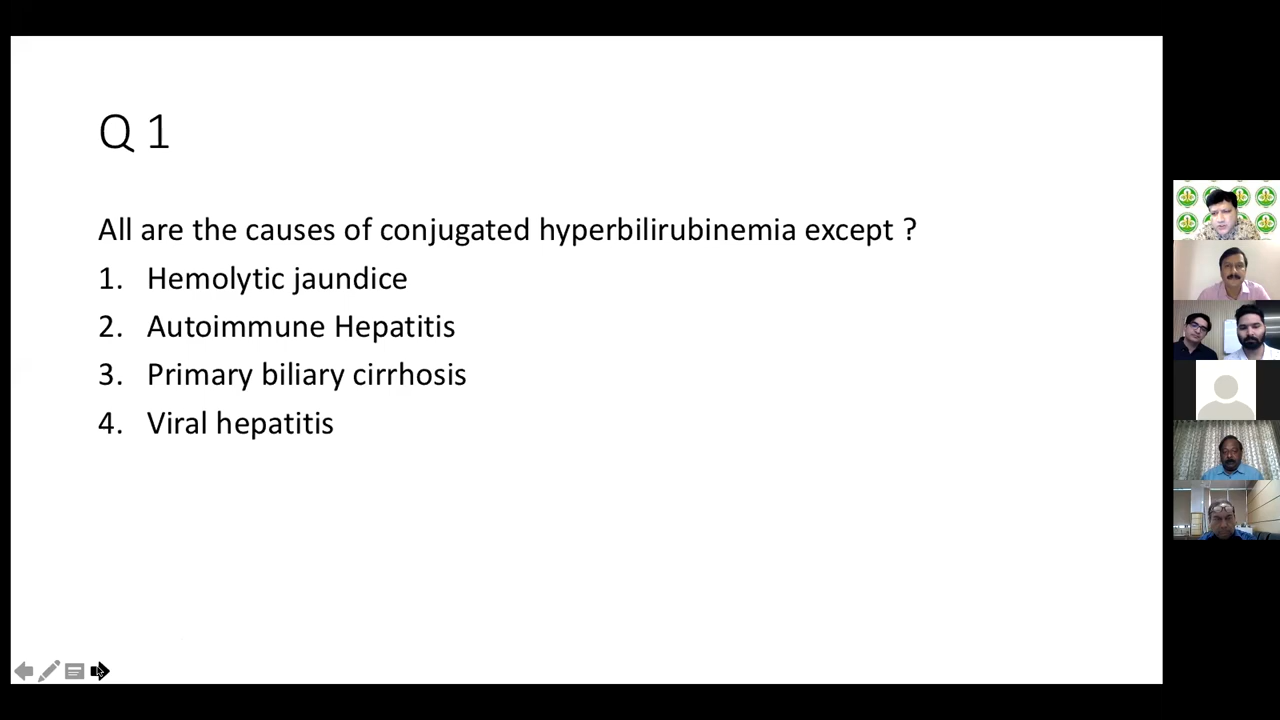 Q 1
All are the causes of conjugated hyperbilirubinemia except ?
1. Hemolytic jaundice
2. Autoimmune Hepatitis
3. Primary biliary cirrhosis
4. Viral hepatitis